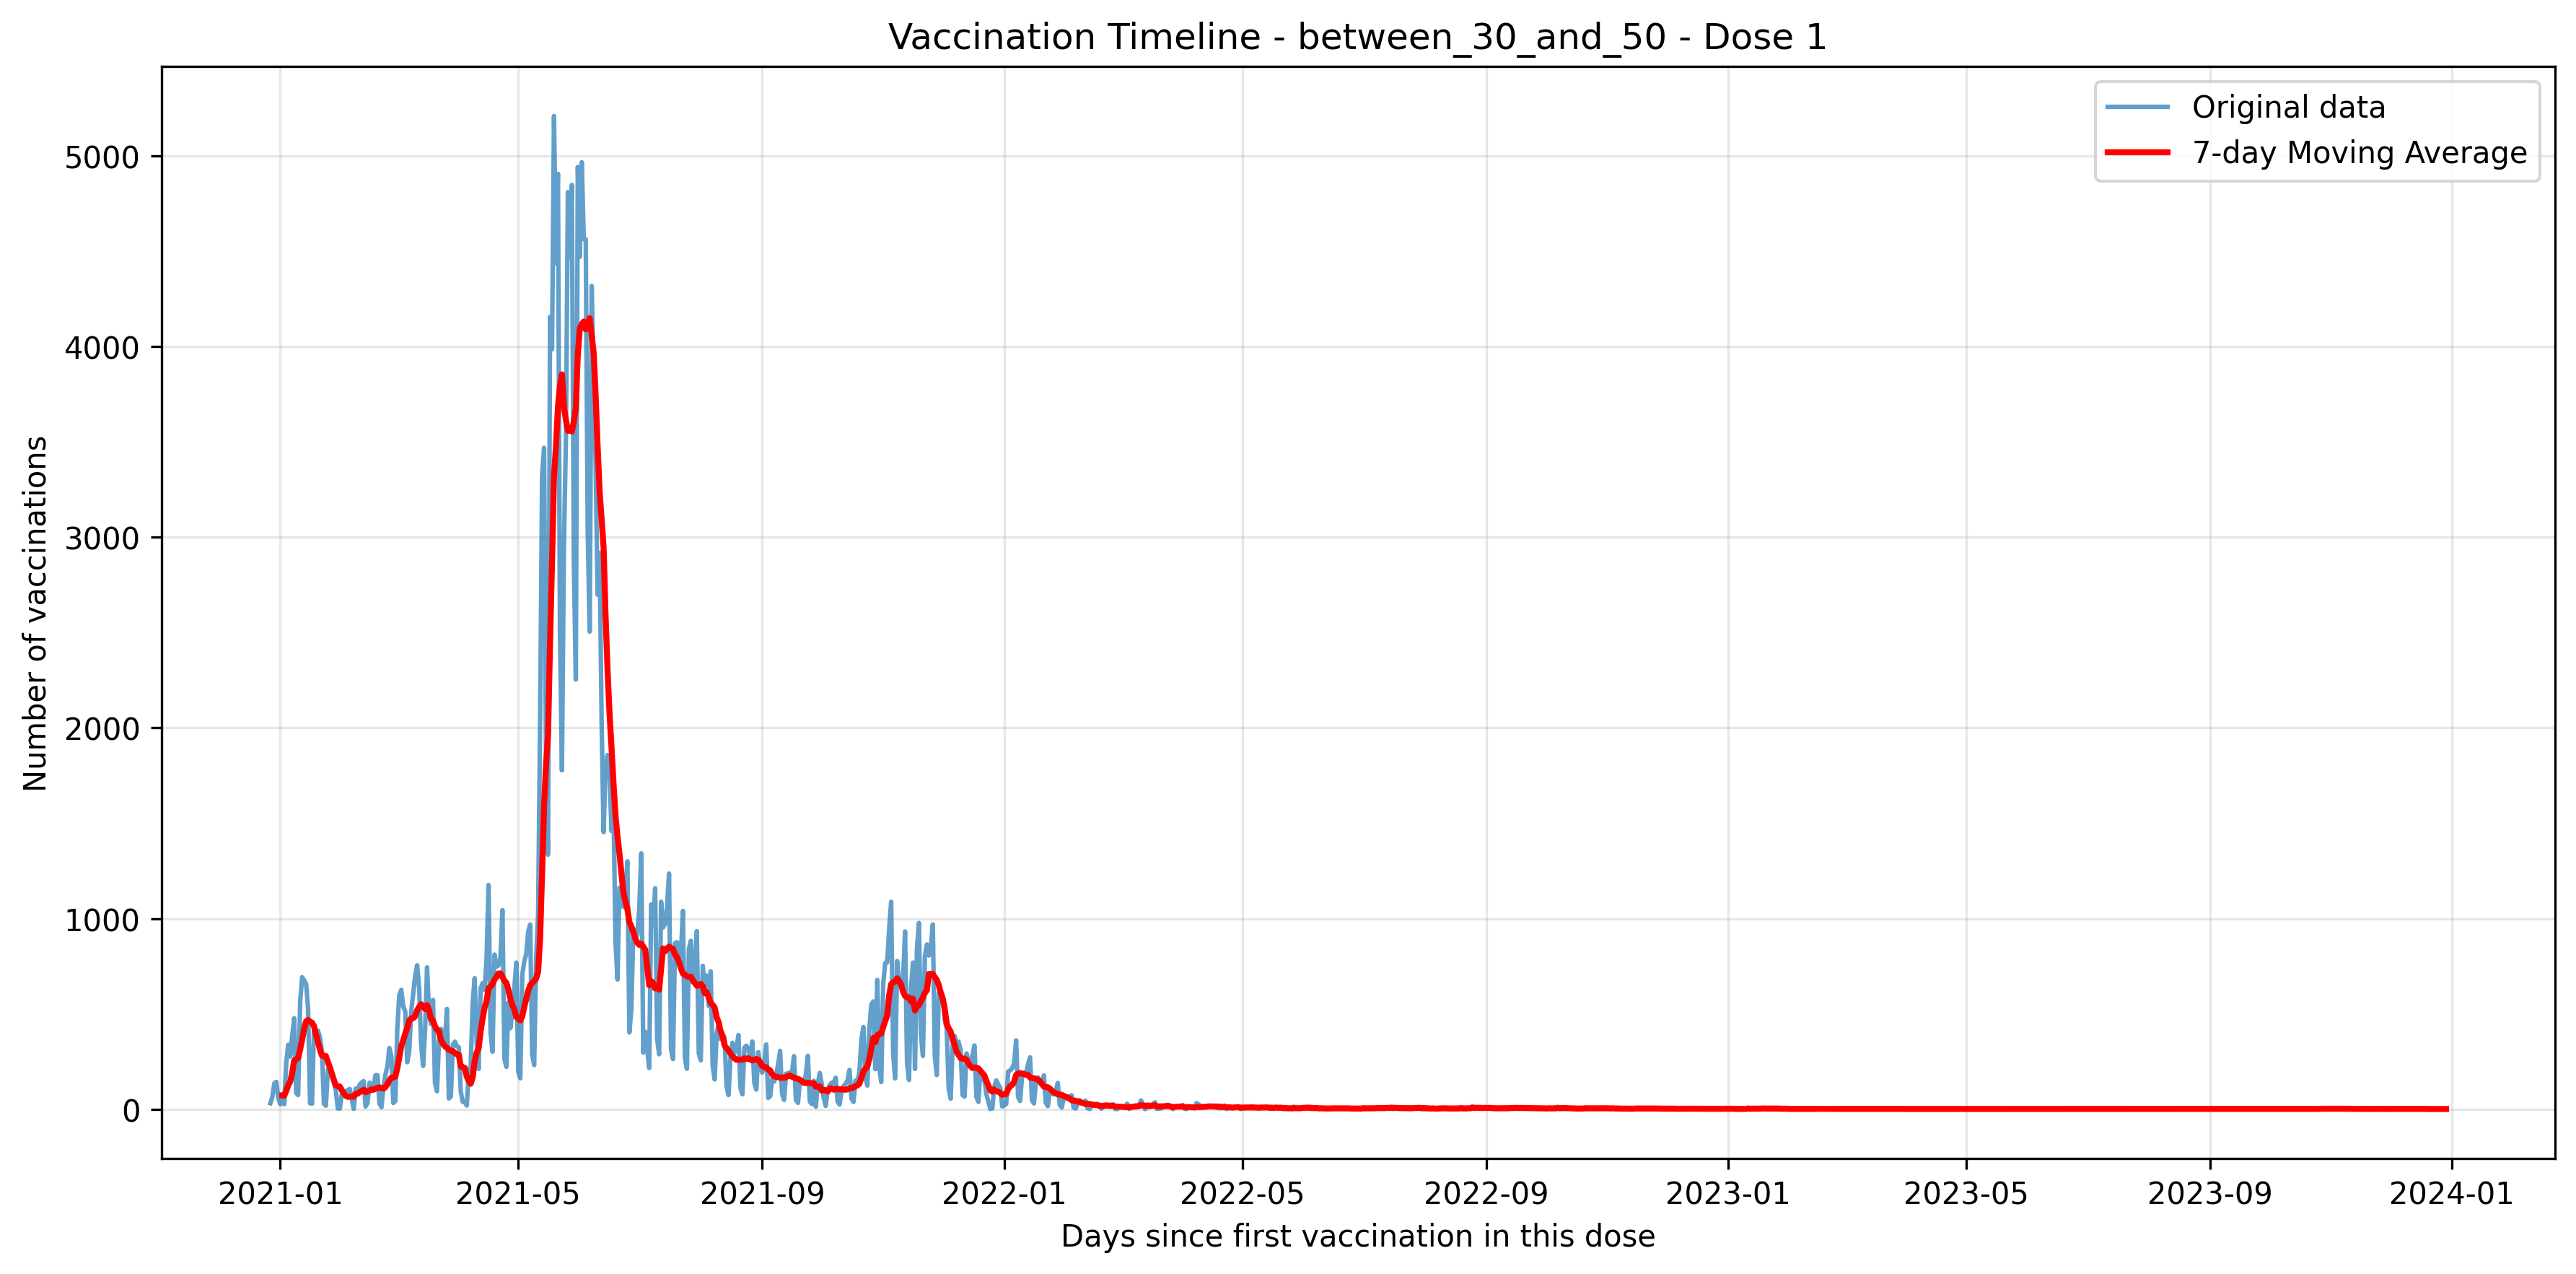 Vaccination Timeline - between_30_and_50 - Dose 1
Original data
7-day Moving Average
Number of vaccinations
5000
4000
3000
2000
1000
0
2021-01 2021-05 2021-09 2022-01 2022-05 2022-09 2023-01 2023-05 2023-09 2024-01
Days since first vaccination in this dose